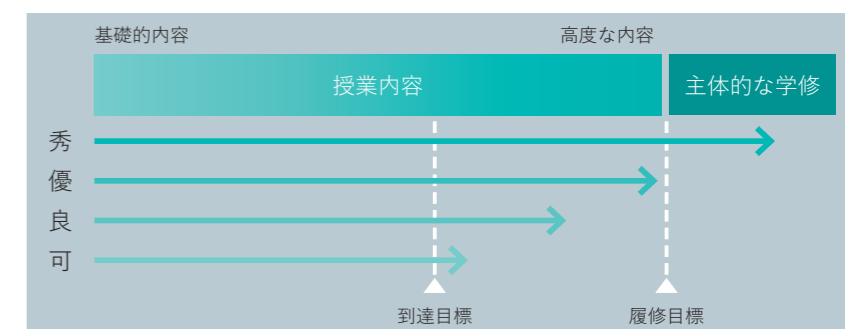 基礎的内容
高度な内容
授業内容
主体的な学修
秀
優
良
可
到達目標
履修目標